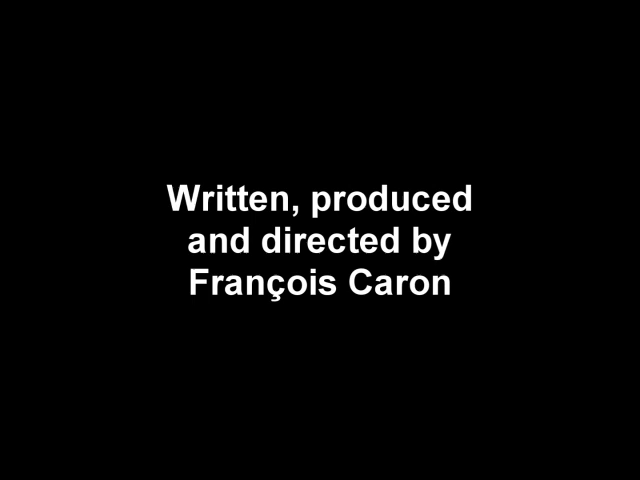 Written, produced
and directed by
François Caron